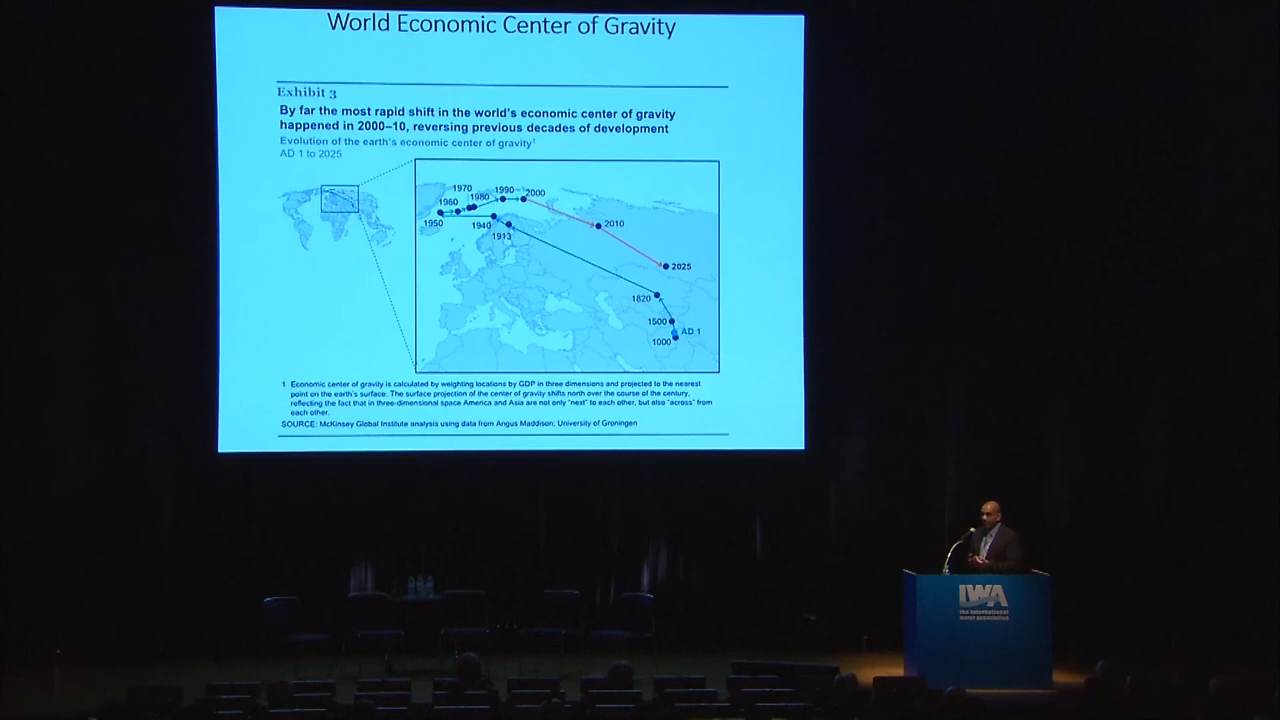 World Economic Center of Gravity
Exhibit 3
By far the most rapid shift in the world's economic center of gravity
happened in 2000–10, reversing previous decades of development
Evolution of the earth's economic center of gravity¹
AD 1 to 2025
1970
1990
2000
1960
1980
1950
1940
2010
1913
2025
1820
1500
AD 1
1000
1 Economic center of gravity is calculated by weighting locations by GDP in three dimensions and projected to the nearest
point on the earth's surface. The surface projection of the center of gravity shifts north over the course of the century,
reflecting the fact that in three-dimensional space America and Asia are not only "next" to each other, but also "across" from
each other.
SOURCE: McKinsey Global Institute analysis using data from Angus Maddison; University of Groningen
IWA
the international
water association